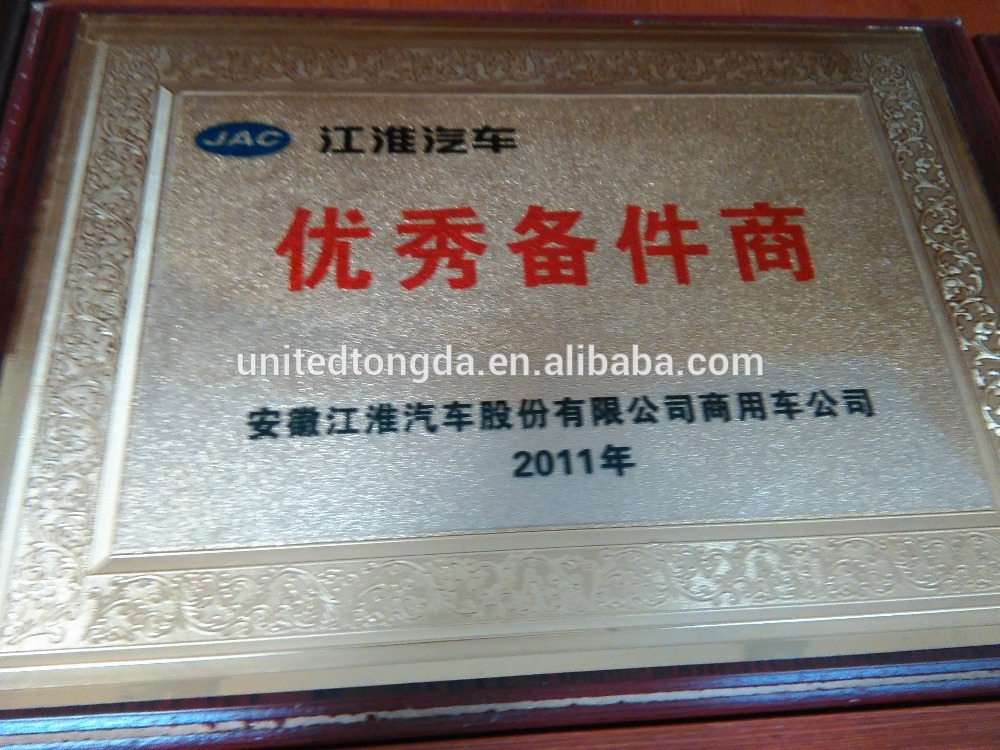 JAC 江淮汽车
优秀备件商
unitedtongda.en.alibaba.com
安徽江淮汽车股份有限公司商用车公司
2011年